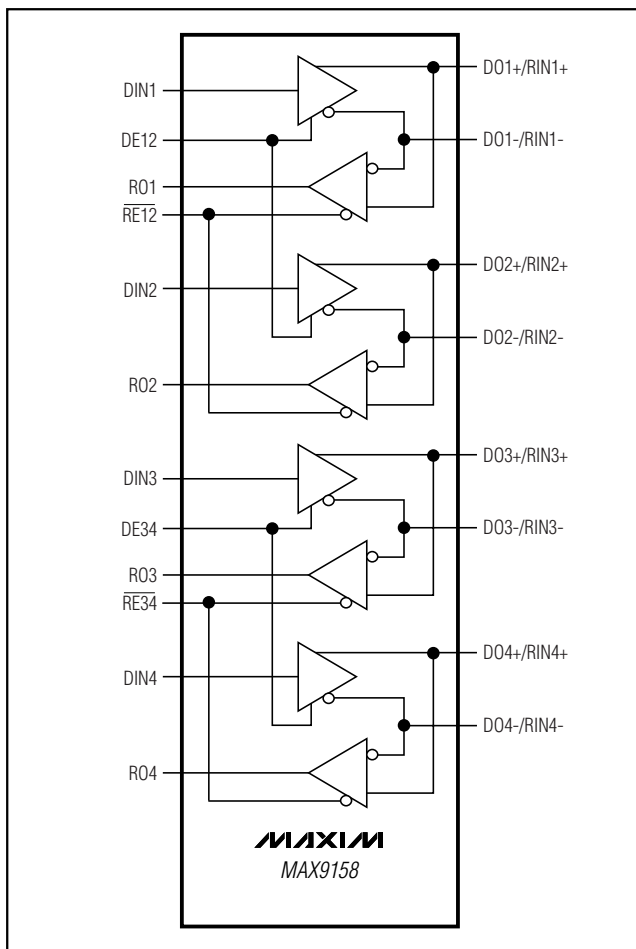 DIN1
DE12
RO1
RE12
DO1+/RIN1+
DO1-/RIN1-
DIN2
RO2
DO2+/RIN2+
DO2-/RIN2-
DIN3
DE34
RO3
RE34
DO3+/RIN3+
DO3-/RIN3-
DIN4
RO4
DO4+/RIN4+
DO4-/RIN4-
MAXIM
MAX9158